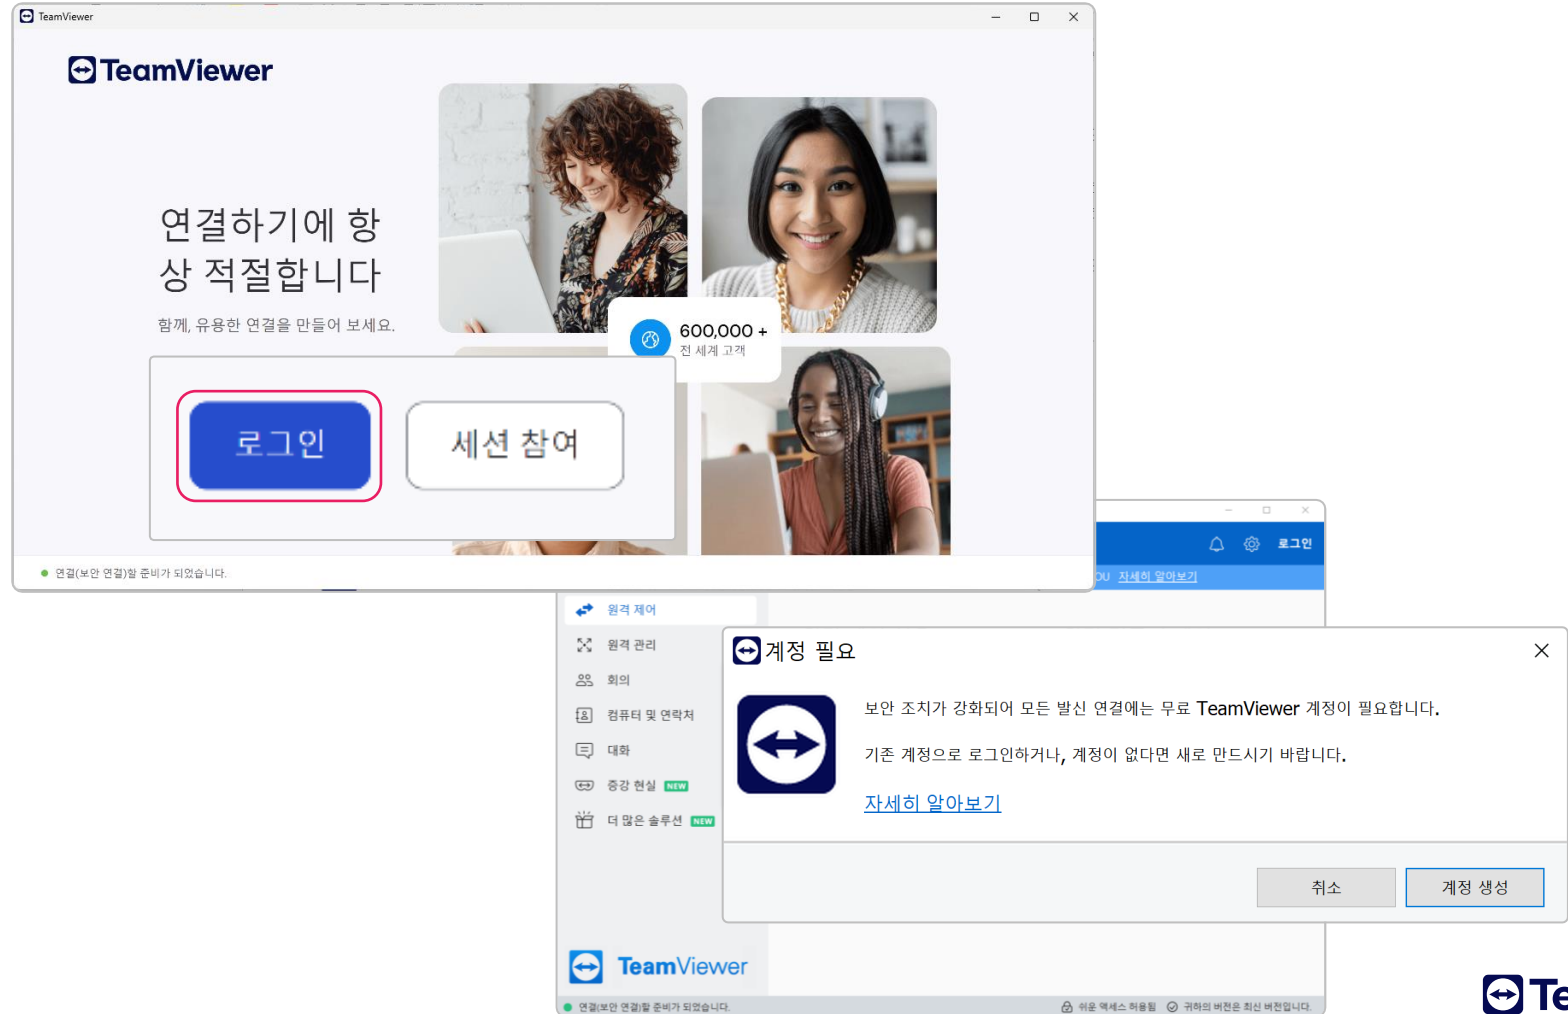 TeamViewer
TeamViewer
연결하기에 항
상 적절합니다
함께, 유용한 연결을 만들어 보세요.
600,000 +
전 세계 고객
로그인
세션 참여
연결(보안 연결)할 준비가 되었습니다.
로그인
OU 자세히 알아보기
원격 제어
원격 관리
회의
컴퓨터 및 연락처
대화
증강 현실 NEW
더 많은 솔루션 NEW
계정 필요
보안 조치가 강화되어 모든 발신 연결에는 무료 TeamViewer 계정이 필요합니다.
기존 계정으로 로그인하거나, 계정이 없다면 새로 만드시기 바랍니다.
자세히 알아보기
취소
계정 생성
TeamViewer
연결(보안 연결)할 준비가 되었습니다.
쉬운 액세스 허용됨
귀하의 버전은 최신 버전입니다.
Te